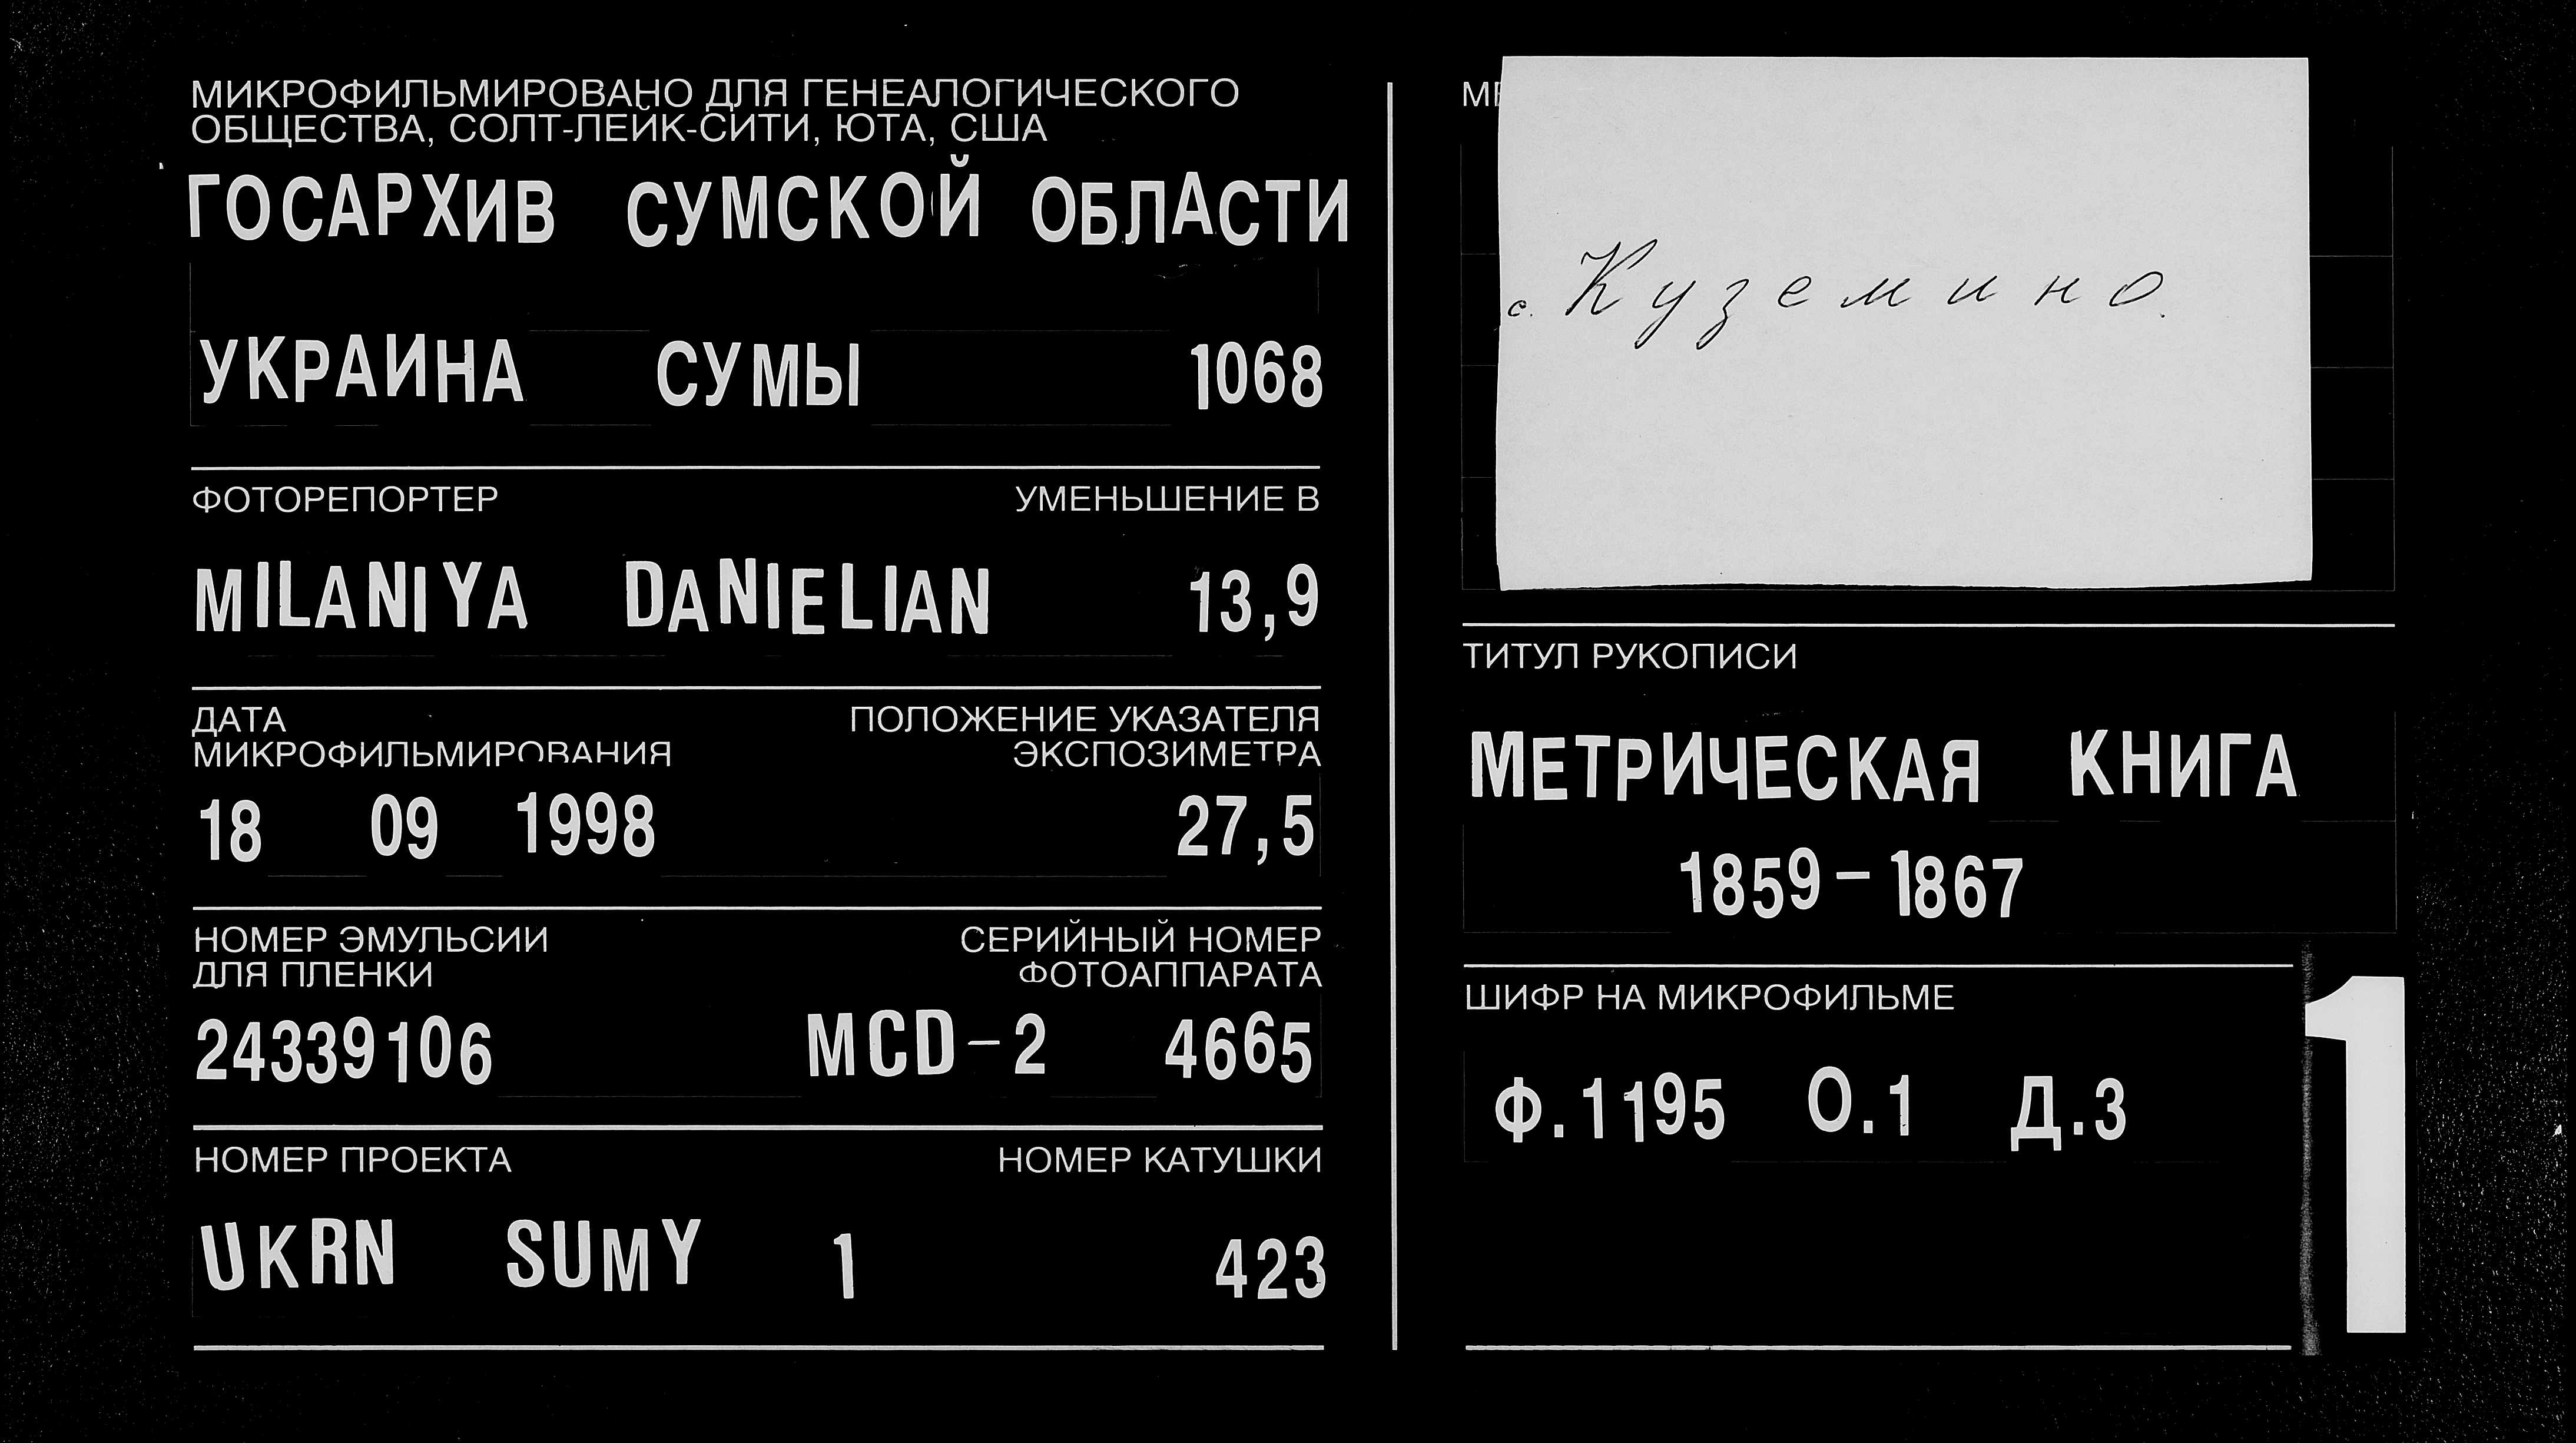 МИКРОФИЛЬМИРОВАНО ДЛЯ ГЕНЕАЛОГИЧЕСКОГО
ОБЩЕСТВА, СОЛТ-ЛЕЙК-СИТИ, ЮТА, США
ГОСАРХИВ СУМСКОЙ ОБЛАСТИ
УКРАИНА СУМЫ 1068
ФОТОРЕПОРТЕР УМЕНЬШЕНИЕ В
MILANIYA DANIELIAN 13,9
ДАТА ПОЛОЖЕНИЕ УКАЗАТЕЛЯ
МИКРОФИЛЬМИРОВАНИЯ ЭКСПОЗИМЕТРА
18 09 1998 27,5
НОМЕР ЭМУЛЬСИИ СЕРИЙНЫЙ НОМЕР
ДЛЯ ПЛЕНКИ ФОТОАППАРАТА
24339106 MCD-2 4665
НОМЕР ПРОЕКТА НОМЕР КАТУШКИ
UKRN SUMY 1 423
с. Куземино.
ТИТУЛ РУКОПИСИ
МЕТРИЧЕСКАЯ КНИГА
1859-1867
ШИФР НА МИКРОФИЛЬМЕ
Ф.1195 О.1 Д.3
1